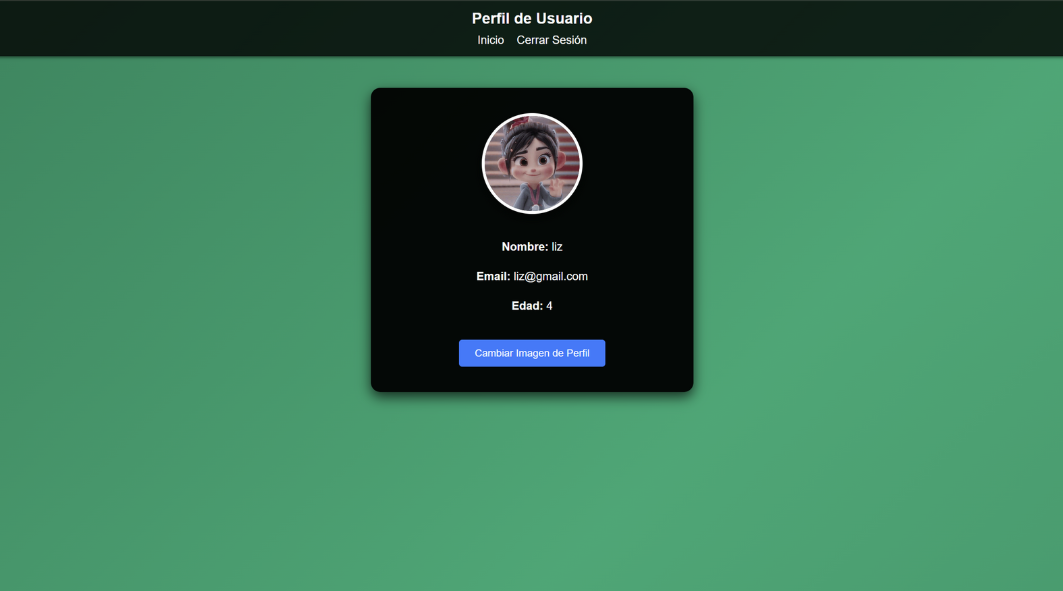 Perfil de Usuario
Inicio Cerrar Sesión
Nombre: liz
Email: liz@gmail.com
Edad: 4
Cambiar Imagen de Perfil